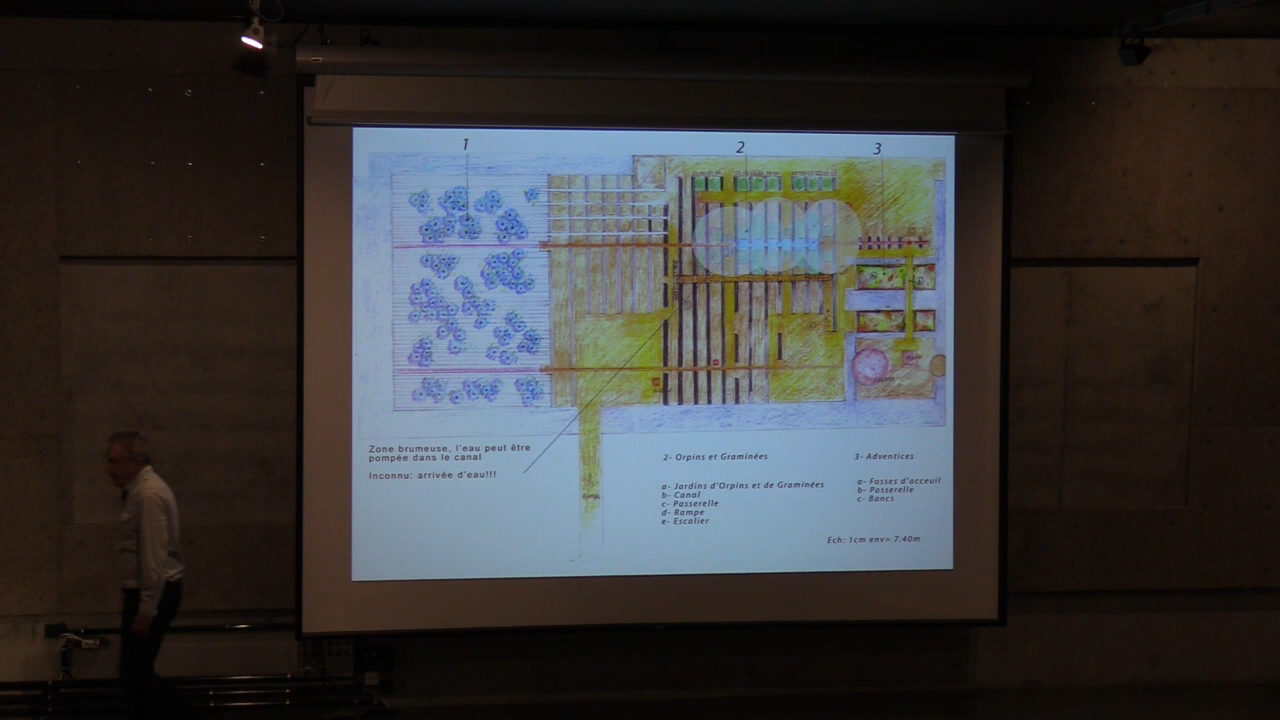 1
2
3
Zone brumeuse, l'eau peut être
pompée dans le canal
Inconnu: arrivée d'eau!!!
2- Orpins et Graminées
a- Jardins d'Orpins et de Graminées
b- Canal
c- Passerelle
d- Rampe
e- Escalier
3- Adventices
a- Fosses d'acceuil
b- Passerelle
c- Bancs
Ech: 1cm env= 7,40m